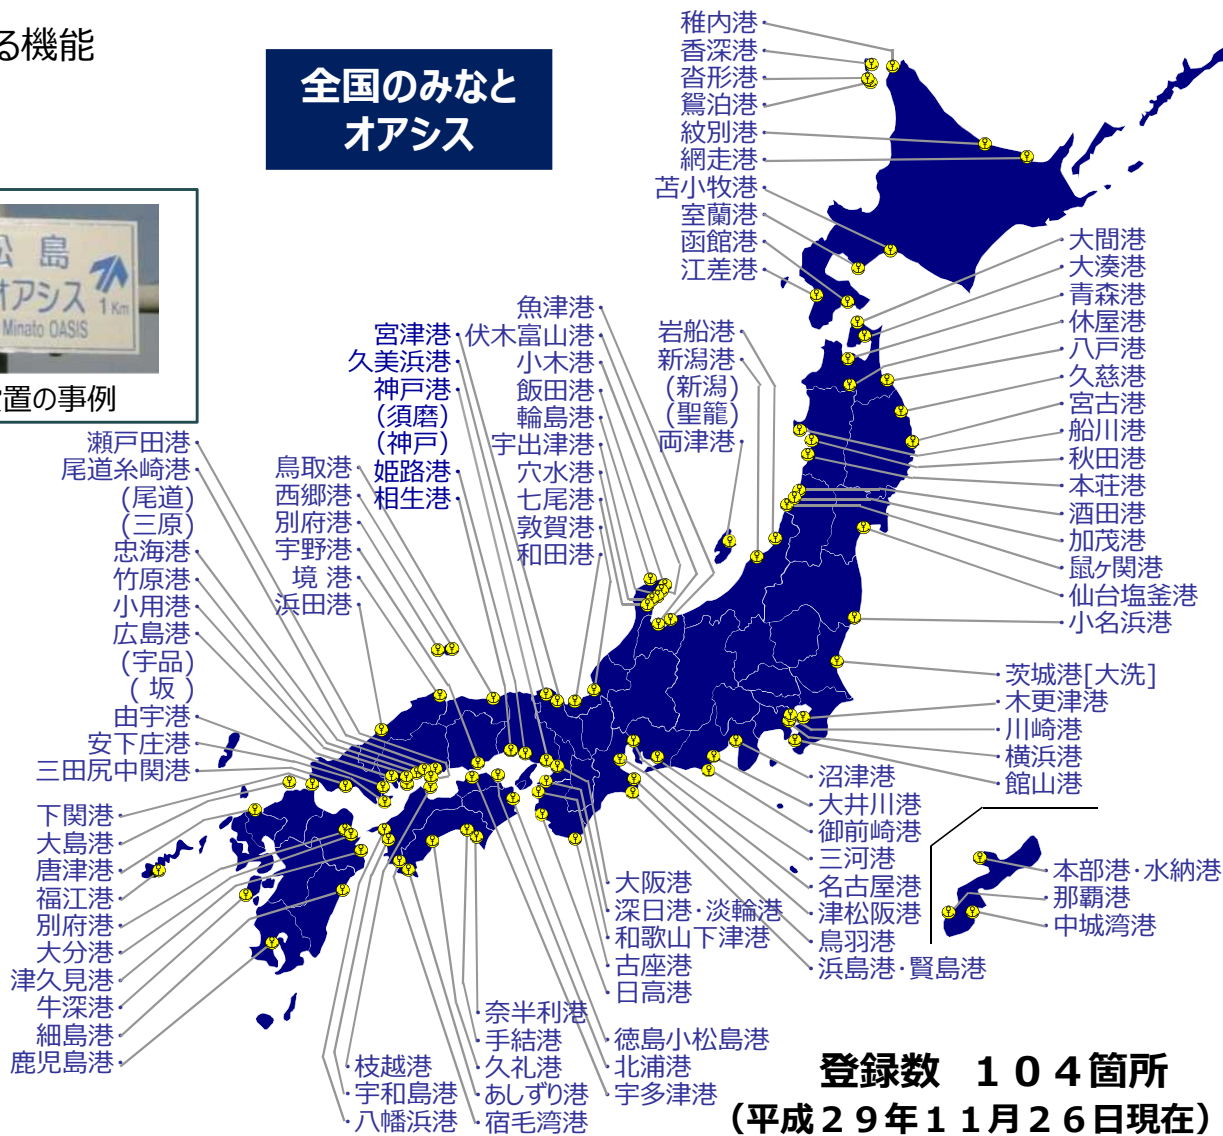 る機能
全国のみなと
オアシス
松 島
オアシス
1Km
Minato OASIS
置の事例
稚内港
香深港
沓形港
鴛泊港
紋別港
網走港
苫小牧港
室蘭港
函館港
江差港
大間港
大湊港
青森港
休屋港
八戸港
久慈港
宮古港
船川港
秋田港
本荘港
酒田港
加茂港
鼠ヶ関港
仙台塩釜港
小名浜港
茨城港[大洗]
木更津港
川崎港
横浜港
館山港
岩船港
新潟港
(新潟)
(聖籠)
両津港
魚津港
伏木富山港
小木港
飯田港
輪島港
宇出津港
穴水港
七尾港
敦賀港
和田港
宮津港
久美浜港
神戸港
(須磨)
(神戸)
姫路港
相生港
鳥取港
西郷港
別府港
宇野港
境 港
浜田港
瀬戸田港
尾道糸崎港
(尾道)
(三原)
忠海港
竹原港
小用港
広島港
(宇品)
( 坂 )
由宇港
安下庄港
三田尻中関港
下関港
大島港
唐津港
福江港
別府港
大分港
津久見港
牛深港
細島港
鹿児島港
枝越港
宇和島港
八幡浜港
奈半利港
手結港
久礼港
あしずり港
宿毛湾港
徳島小松島港
北浦港
宇多津港
大阪港
深日港・淡輪港
和歌山下津港
古座港
日高港
沼津港
大井川港
御前崎港
三河港
名古屋港
津松阪港
鳥羽港
浜島港・賢島港
本部港・水納港
那覇港
中城湾港
登録数 １０４箇所
（平成２９年１１月２６日現在）